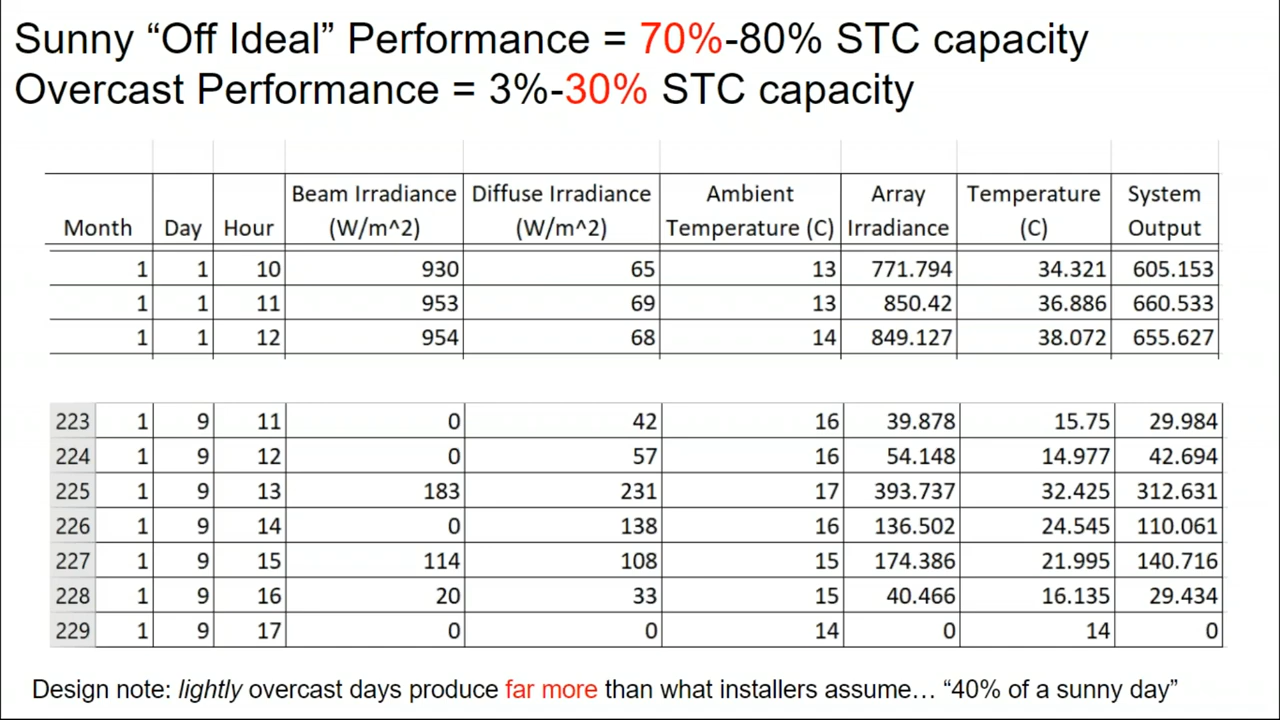 Sunny “Off Ideal” Performance = 70%-80% STC capacity
Overcast Performance = 3%-30% STC capacity
Beam Irradiance Diffuse Irradiance Ambient Array Temperature System
Month Day Hour (W/m^2) (W/m^2) Temperature (C) Irradiance (C) Output
1 1 10 930 65 13 771.794 34.321 605.153
1 1 11 953 69 13 850.42 36.886 660.533
1 1 12 954 68 14 849.127 38.072 655.627
223 1 9 11 0 42 16 39.878 15.75 29.984
224 1 9 12 0 57 16 54.148 14.977 42.694
225 1 9 13 183 231 17 393.737 32.425 312.631
226 1 9 14 0 138 16 136.502 24.545 110.061
227 1 9 15 114 108 15 174.386 21.995 140.716
228 1 9 16 20 33 15 40.466 16.135 29.434
229 1 9 17 0 0 14 0 14 0
Design note: lightly overcast days produce far more than what installers assume… “40% of a sunny day”